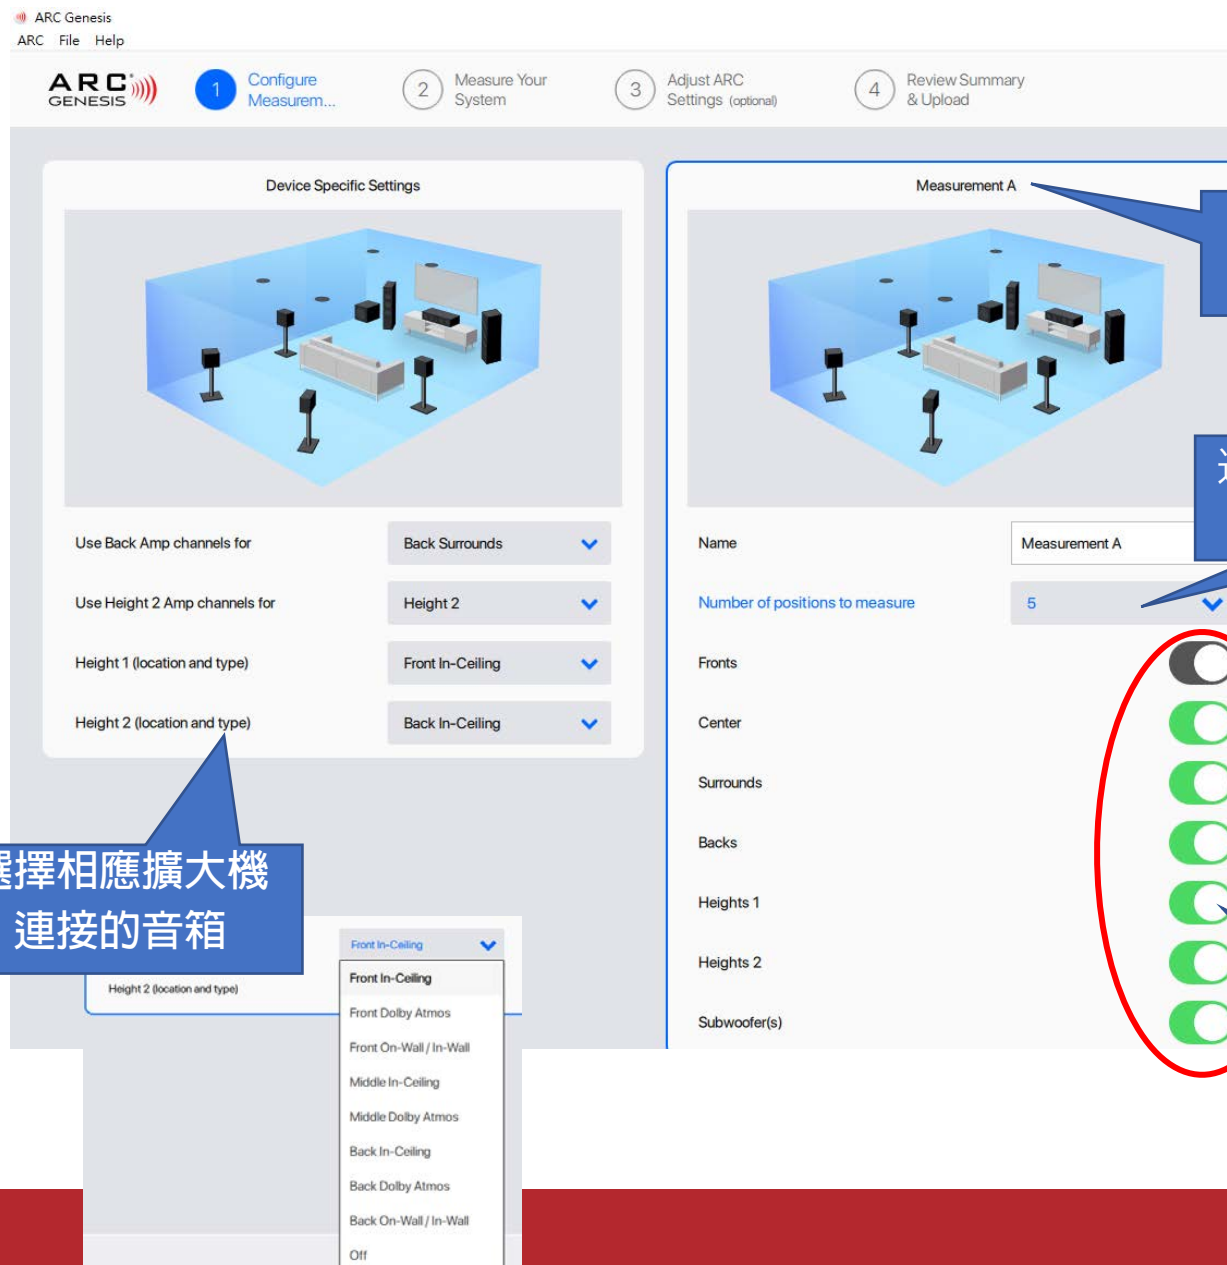 ARC Genesis
ARC File Help
ARC
GENESIS
1 Configure Measurem...
2 Measure Your System
3 Adjust ARC Settings (optional)
4 Review Summary & Upload
Device Specific Settings
Use Back Amp channels for Back Surrounds
Use Height 2 Amp channels for Height 2
Height 1 (location and type) Front In-Ceiling
Height 2 (location and type) Back In-Ceiling
選擇相應擴大機
連接的音箱
Height 2 (location and type)
Front In-Ceiling
Front In-Ceiling
Front Dolby Atmos
Front On-Wall / In-Wall
Middle In-Ceiling
Middle Dolby Atmos
Back In-Ceiling
Back Dolby Atmos
Back On-Wall / In-Wall
Off
Measurement A
Name Measurement A
Number of positions to measure 5
Fronts
Center
Surrounds
Backs
Heights 1
Heights 2
Subwoofer(s)